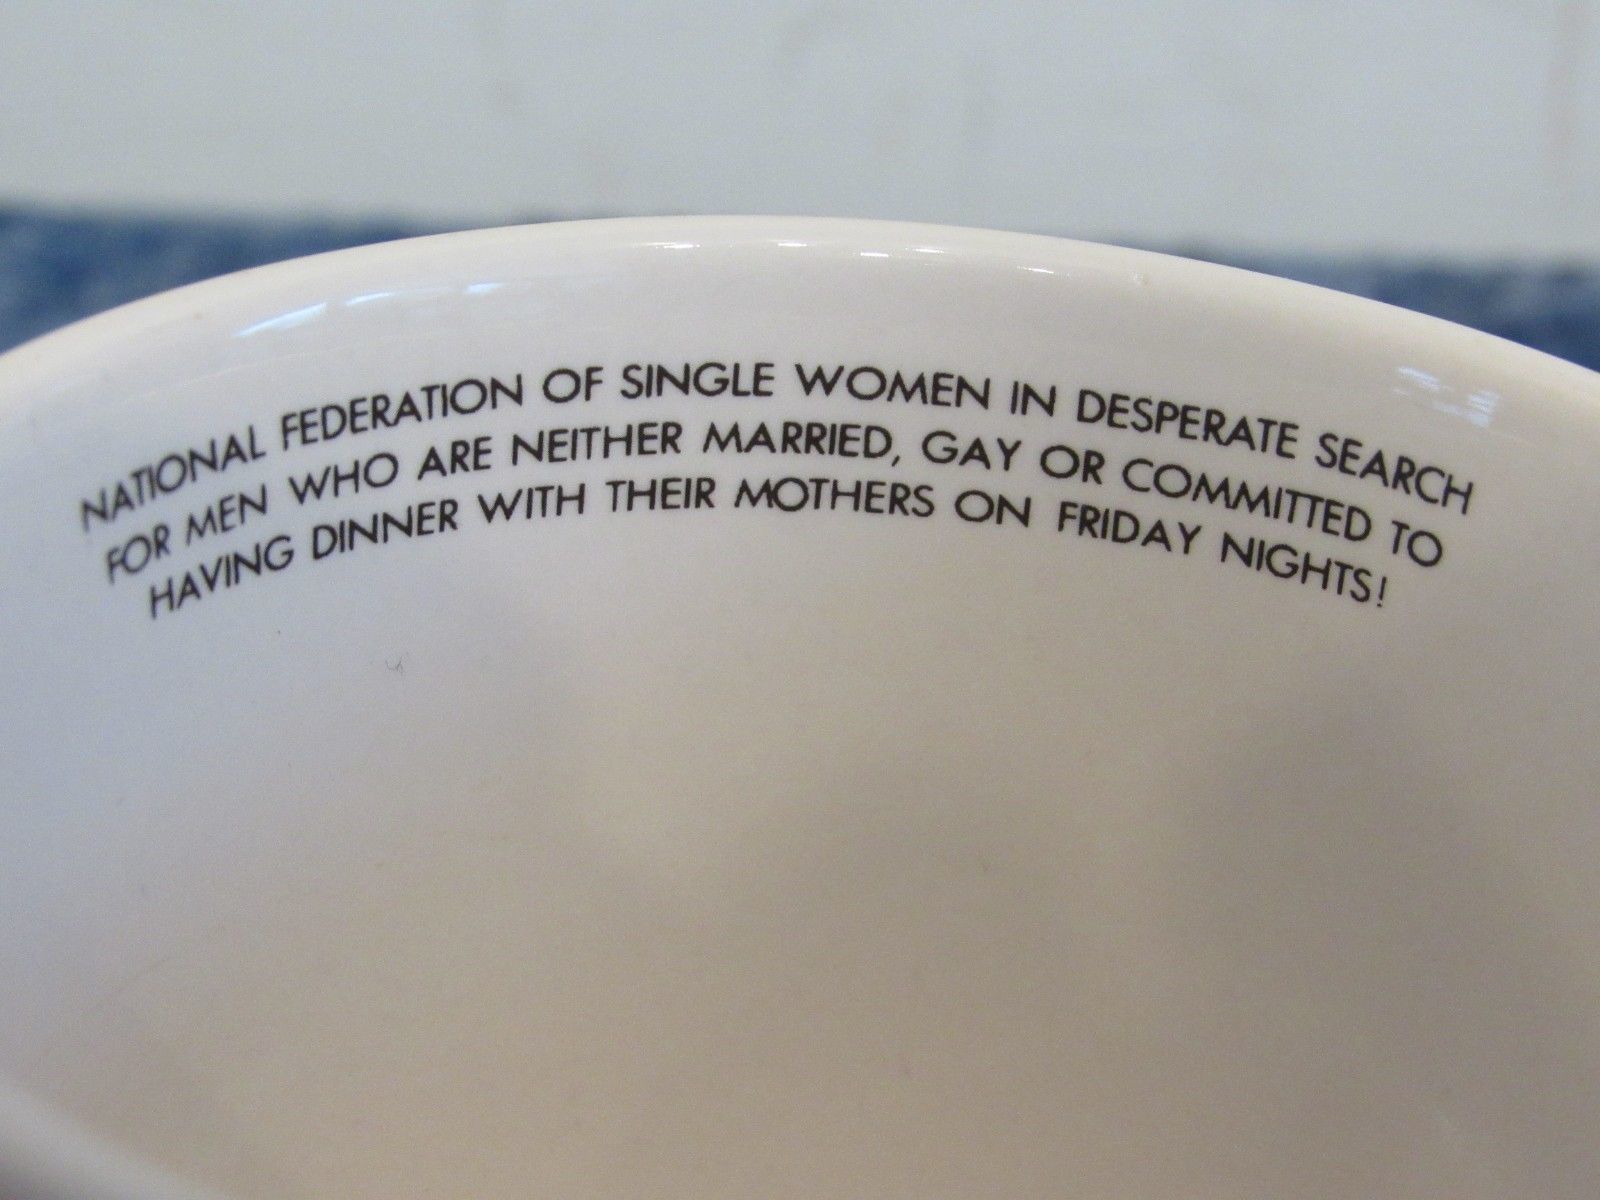 NATIONAL FEDERATION OF SINGLE WOMEN IN DESPERATE SEARCH
FOR MEN WHO ARE NEITHER MARRIED, GAY OR COMMITTED TO
HAVING DINNER WITH THEIR MOTHERS ON FRIDAY NIGHTS!